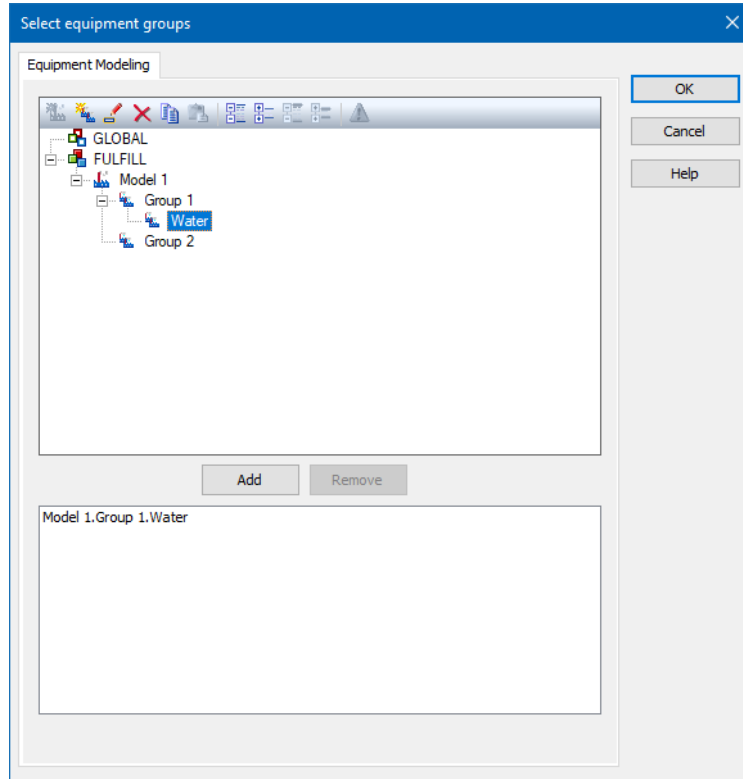 Select equipment groups
Equipment Modeling
OK
Cancel
Help
GLOBAL
FULFILL
Model 1
Group 1
Water
Group 2
Add Remove
Model 1.Group 1.Water